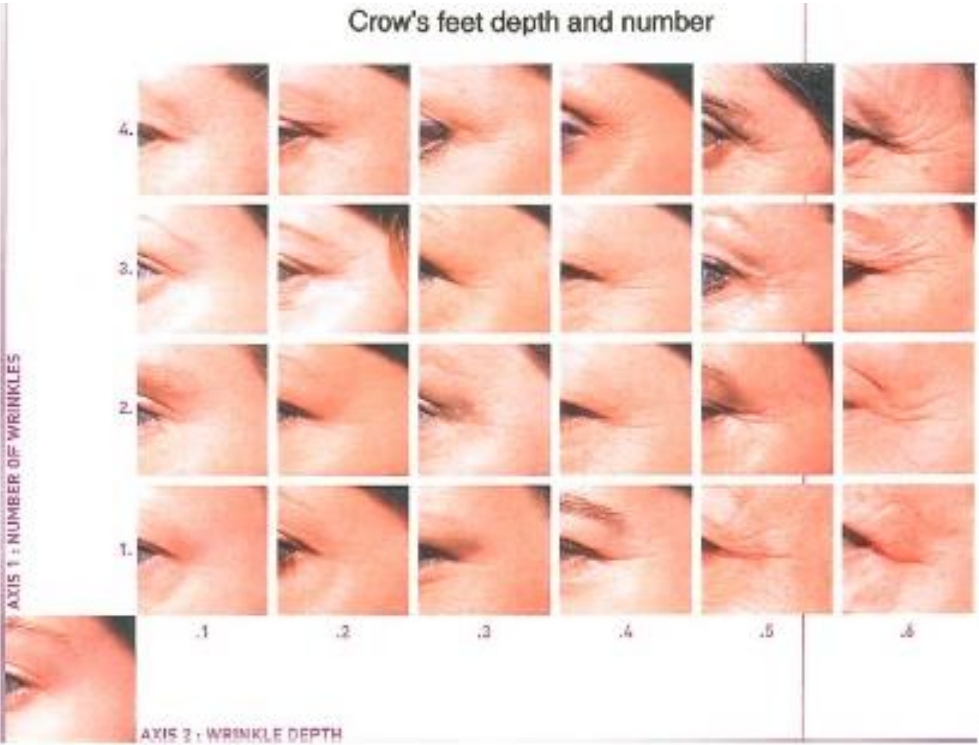 Crow's feet depth and number
4.
3.
2.
1.
AXIS 1 : NUMBER OF WRINKLES
.1 .2 .3 .4 .5 .6
AXIS 2 : WRINKLE DEPTH